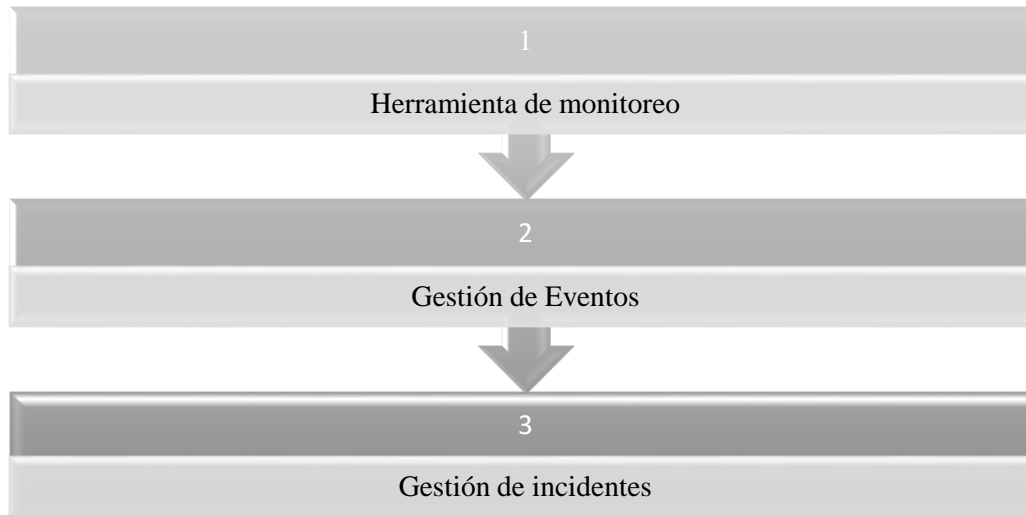 1
Herramienta de monitoreo
2
Gestión de Eventos
3
Gestión de incidentes